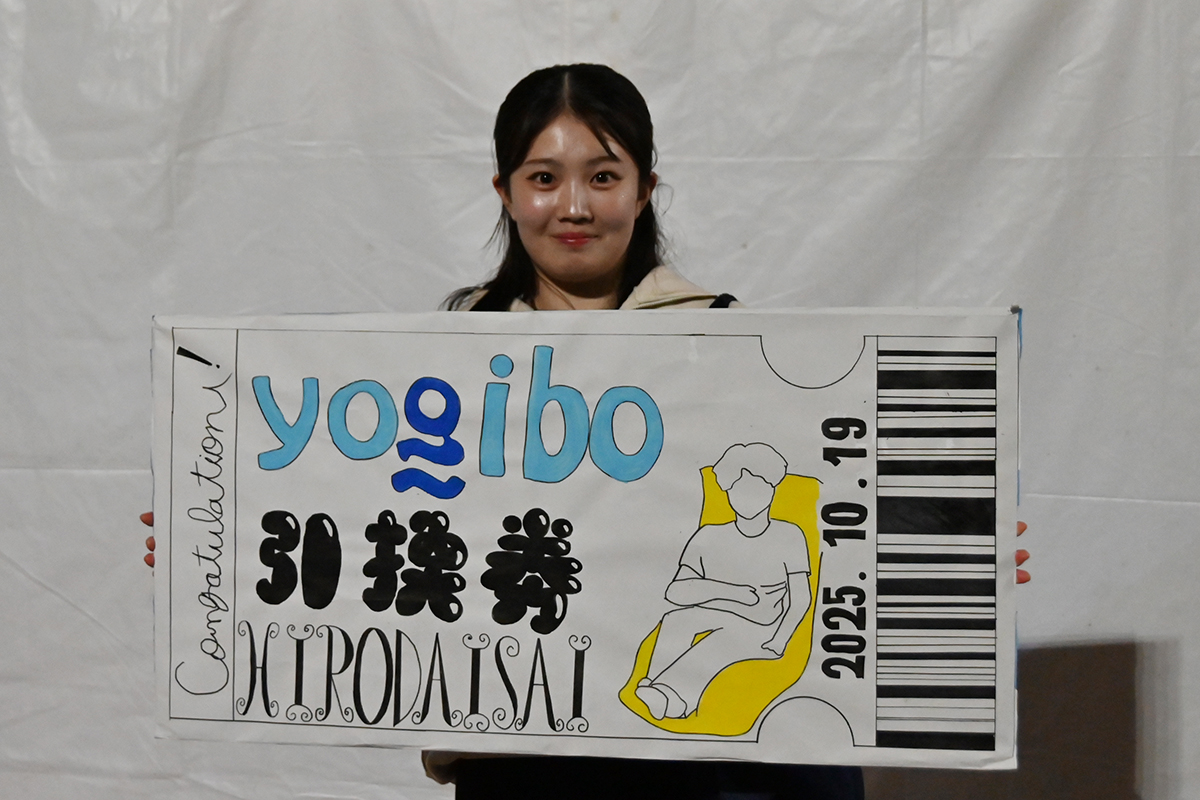 Congratulation!
yogibo
引換券
HIRODAISAI
2025.10.19